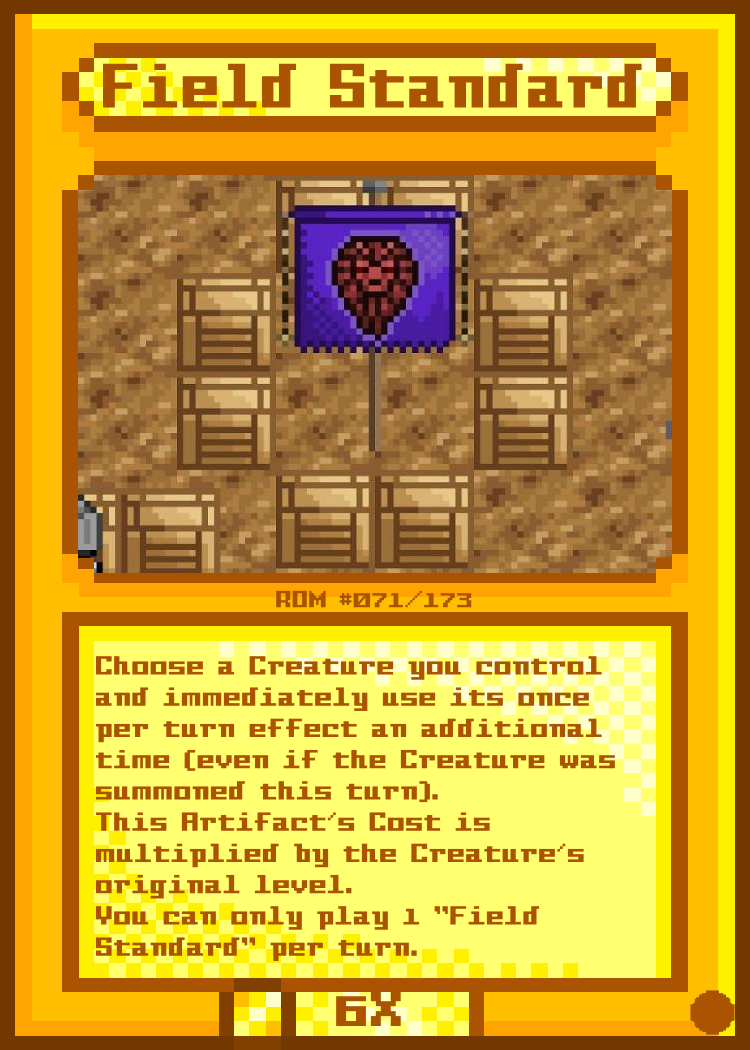 Field Standard
ROM #071/173
Choose a Creature you control
and immediately use its once
per turn effect an additional
time (even if the Creature was
summoned this turn).
This Artifact's Cost is
multiplied by the Creature's
original level.
You can only play 1 "Field
Standard" per turn.
6X